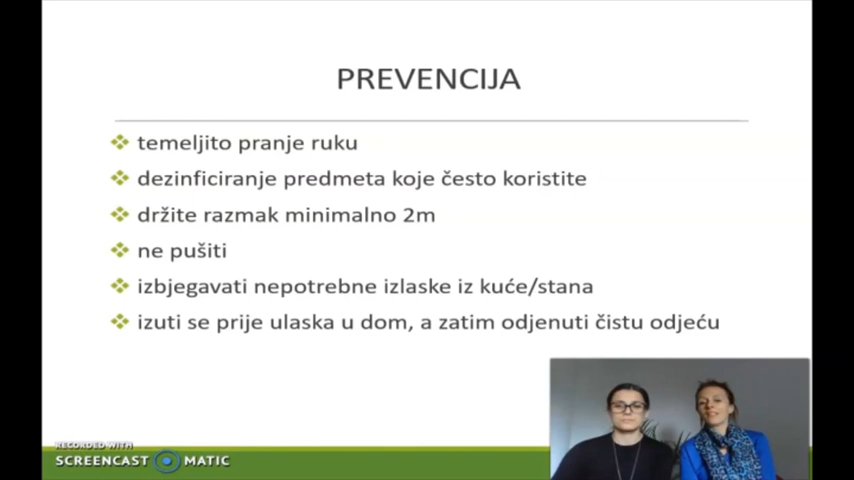 PREVENCIJA
temeljito pranje ruku
dezinficiranje predmeta koje često koristite
držite razmak minimalno 2m
ne pušiti
izbjegavati nepotrebne izlaske iz kuće/stana
izuti se prije ulaska u dom, a zatim odjenuti čistu odjeću
RECORDED WITH
SCREENCAST MATIC